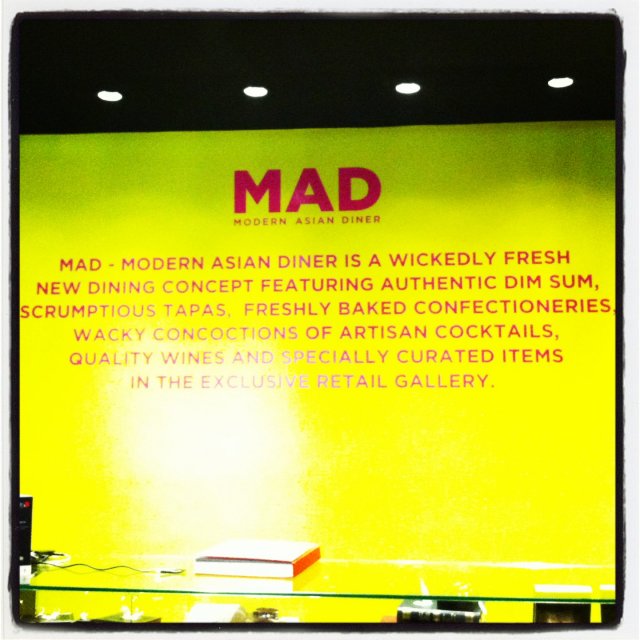 MAD
MODERN ASIAN DINER
MAD - MODERN ASIAN DINER IS A WICKEDLY FRESH
NEW DINING CONCEPT FEATURING AUTHENTIC DIM SUM,
SCRUMPTIOUS TAPAS, FRESHLY BAKED CONFECTIONERIES,
WACKY CONCOCTIONS OF ARTISAN COCKTAILS,
QUALITY WINES AND SPECIALLY CURATED ITEMS
IN THE EXCLUSIVE RETAIL GALLERY.